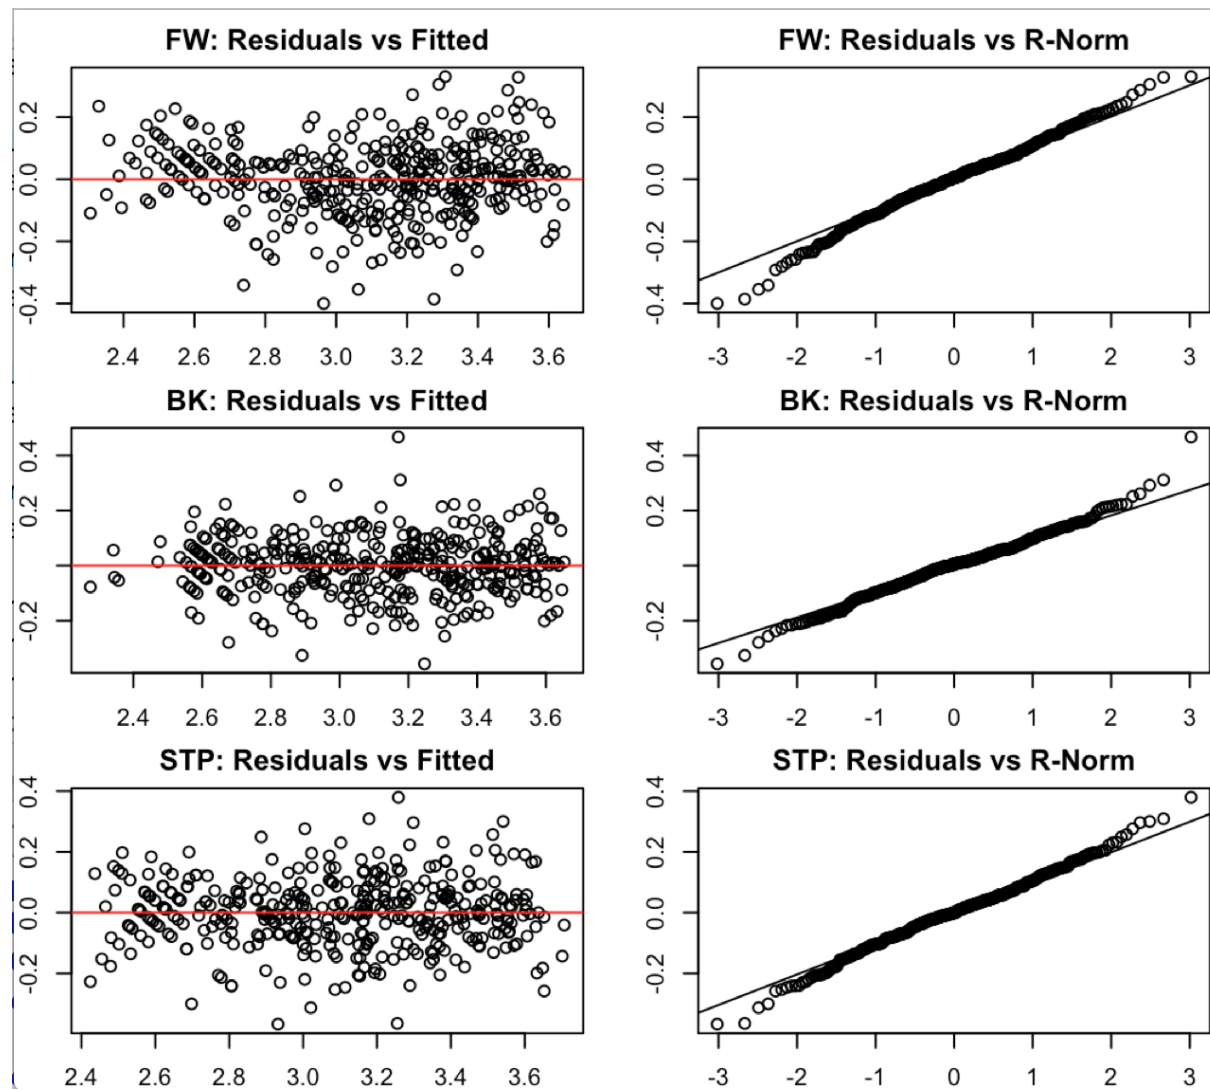 FW: Residuals vs Fitted
0.2
0.0
-0.2
-0.4
2.4 2.6 2.8 3.0 3.2 3.4 3.6
FW: Residuals vs R-Norm
0.2
0.0
-0.2
-0.4
-3 -2 -1 0 1 2 3
BK: Residuals vs Fitted
0.4
0.2
-0.2
2.4 2.6 2.8 3.0 3.2 3.4 3.6
BK: Residuals vs R-Norm
0.4
0.2
-0.2
-3 -2 -1 0 1 2 3
STP: Residuals vs Fitted
0.4
0.2
0.0
-0.2
2.4 2.6 2.8 3.0 3.2 3.4 3.6
STP: Residuals vs R-Norm
0.4
0.2
0.0
-0.2
-3 -2 -1 0 1 2 3